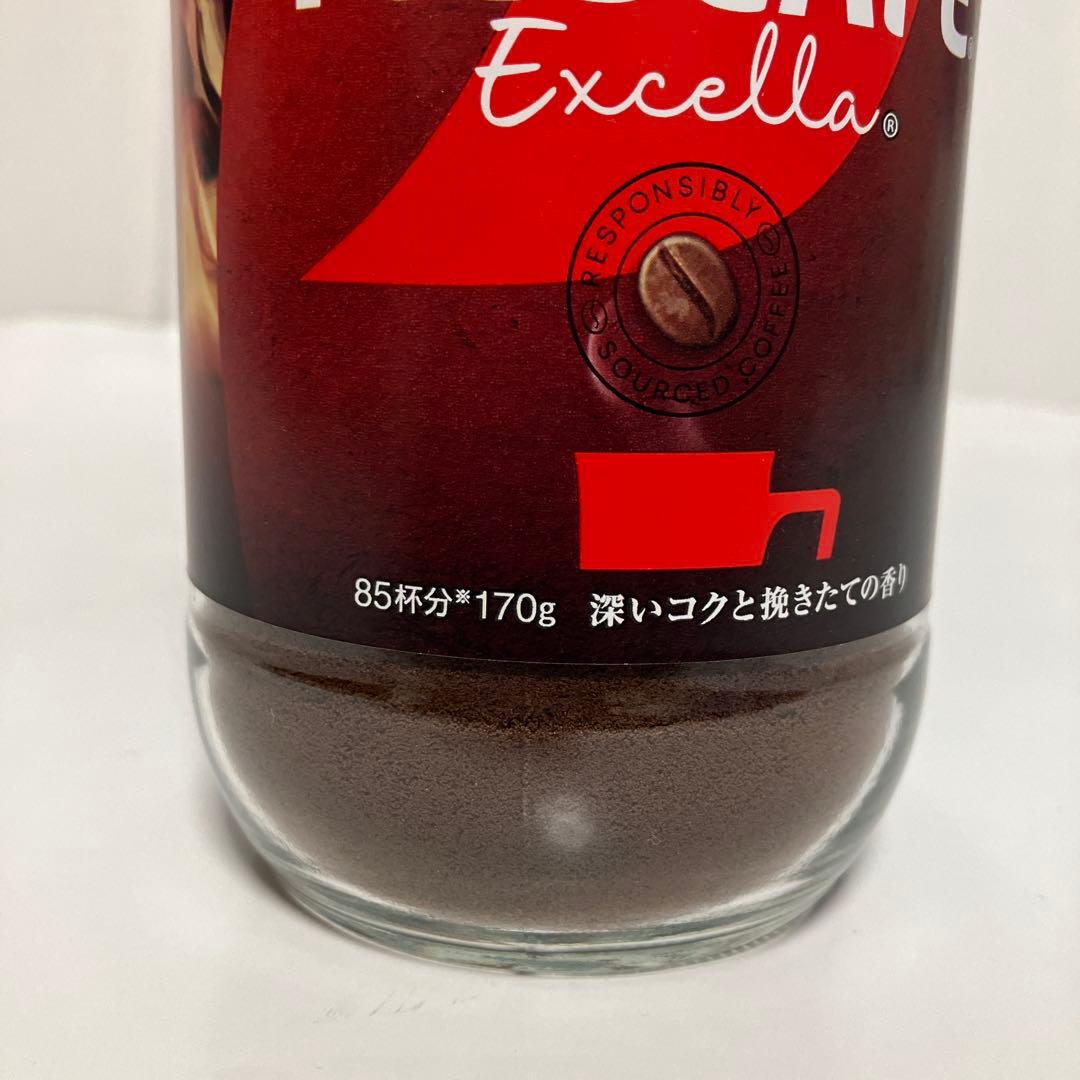 NESCAFÉ
Excella®
RESPONSIBLY
SOURCED COFFEE
85杯分※170g 深いコクと挽きたての香り